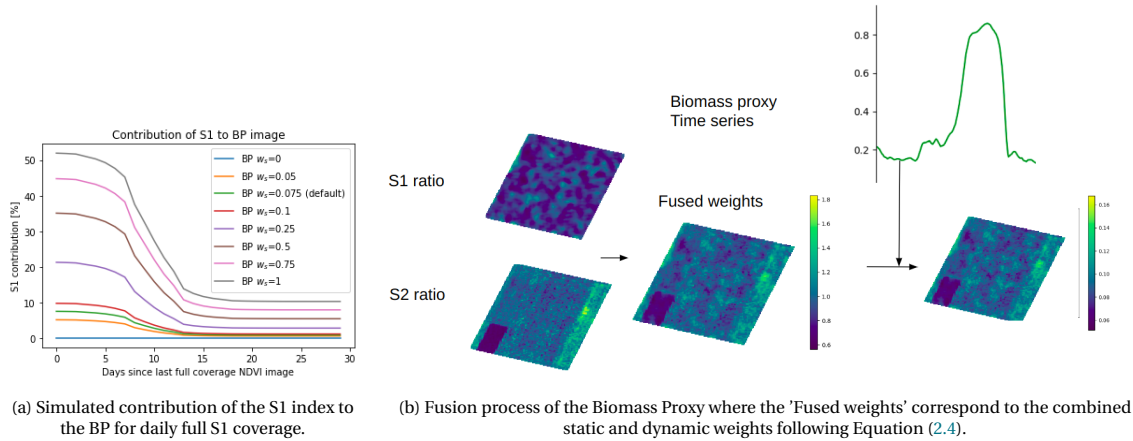 Contribution of S1 to BP image
S1 contribution [%]
50
40
30
20
10
0
BP wₛ=0
BP wₛ=0.05
BP wₛ=0.075 (default)
BP wₛ=0.1
BP wₛ=0.25
BP wₛ=0.5
BP wₛ=0.75
BP wₛ=1
0 5 10 15 20 25 30
Days since last full coverage NDVI image
(a) Simulated contribution of the S1 index to
the BP for daily full S1 coverage.
S1 ratio
S2 ratio
Fused weights
1.8
1.6
1.4
1.2
1.0
0.8
0.6
Biomass proxy
Time series
0.8
0.6
0.4
0.2
0.16
0.14
0.12
0.10
0.08
0.06
(b) Fusion process of the Biomass Proxy where the 'Fused weights' correspond to the combined
static and dynamic weights following Equation (2.4).